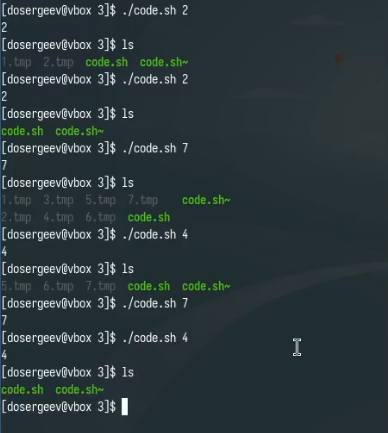 [dosergeev@vbox 3]$ ./code.sh 2
2
[dosergeev@vbox 3]$ ls
1.tmp  2.tmp  code.sh  code.sh~
[dosergeev@vbox 3]$ ./code.sh 2
2
[dosergeev@vbox 3]$ ls
code.sh  code.sh~
[dosergeev@vbox 3]$ ./code.sh 7
7
[dosergeev@vbox 3]$ ls
1.tmp  3.tmp  5.tmp  7.tmp    code.sh~
2.tmp  4.tmp  6.tmp  code.sh
[dosergeev@vbox 3]$ ./code.sh 4
4
[dosergeev@vbox 3]$ ls
5.tmp  6.tmp  7.tmp  code.sh  code.sh~
[dosergeev@vbox 3]$ ./code.sh 7
7
[dosergeev@vbox 3]$ ./code.sh 4
4
[dosergeev@vbox 3]$ ls
code.sh  code.sh~
[dosergeev@vbox 3]$